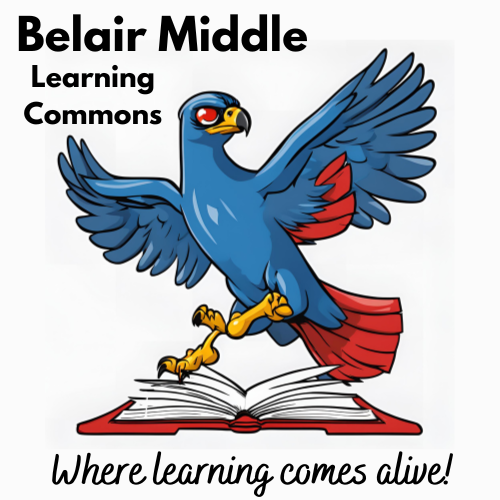 Belair Middle
Learning
Commons
Where learning comes alive!